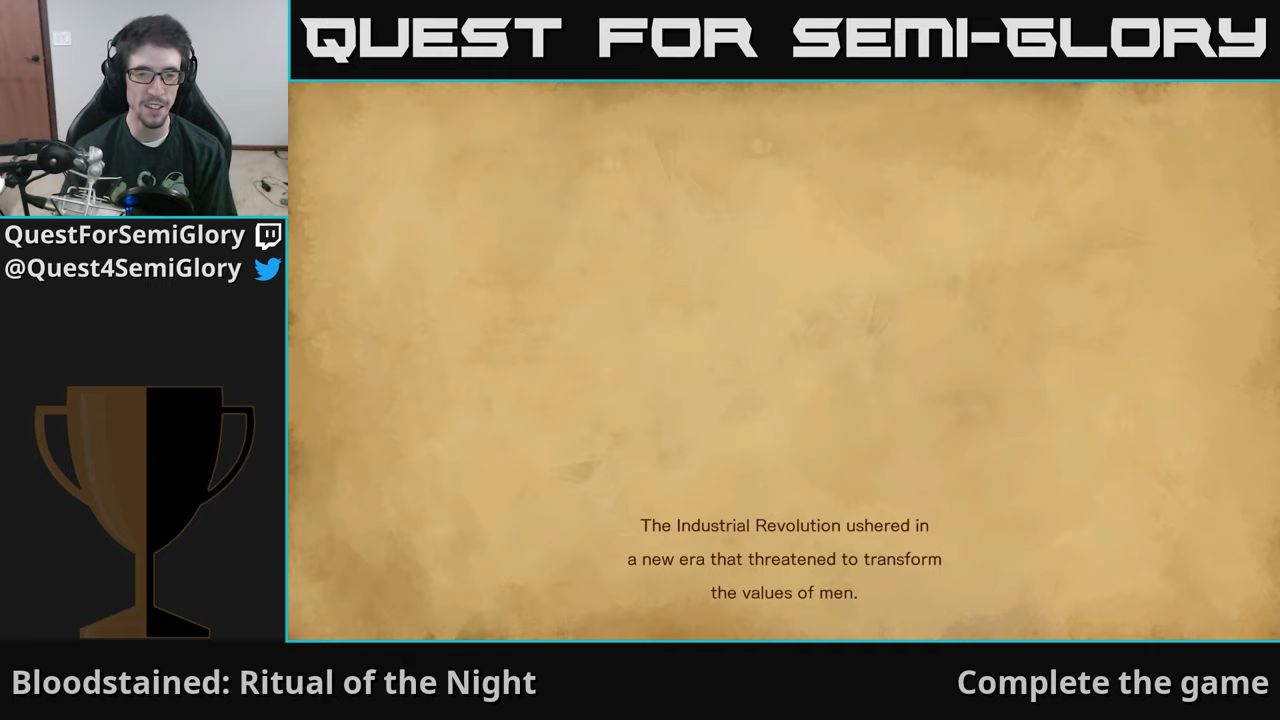 QUEST FOR SEMI-GLORY
QuestForSemiGlory
@Quest4SemiGlory
The Industrial Revolution ushered in
a new era that threatened to transform
the values of men.
Bloodstained: Ritual of the Night
Complete the game